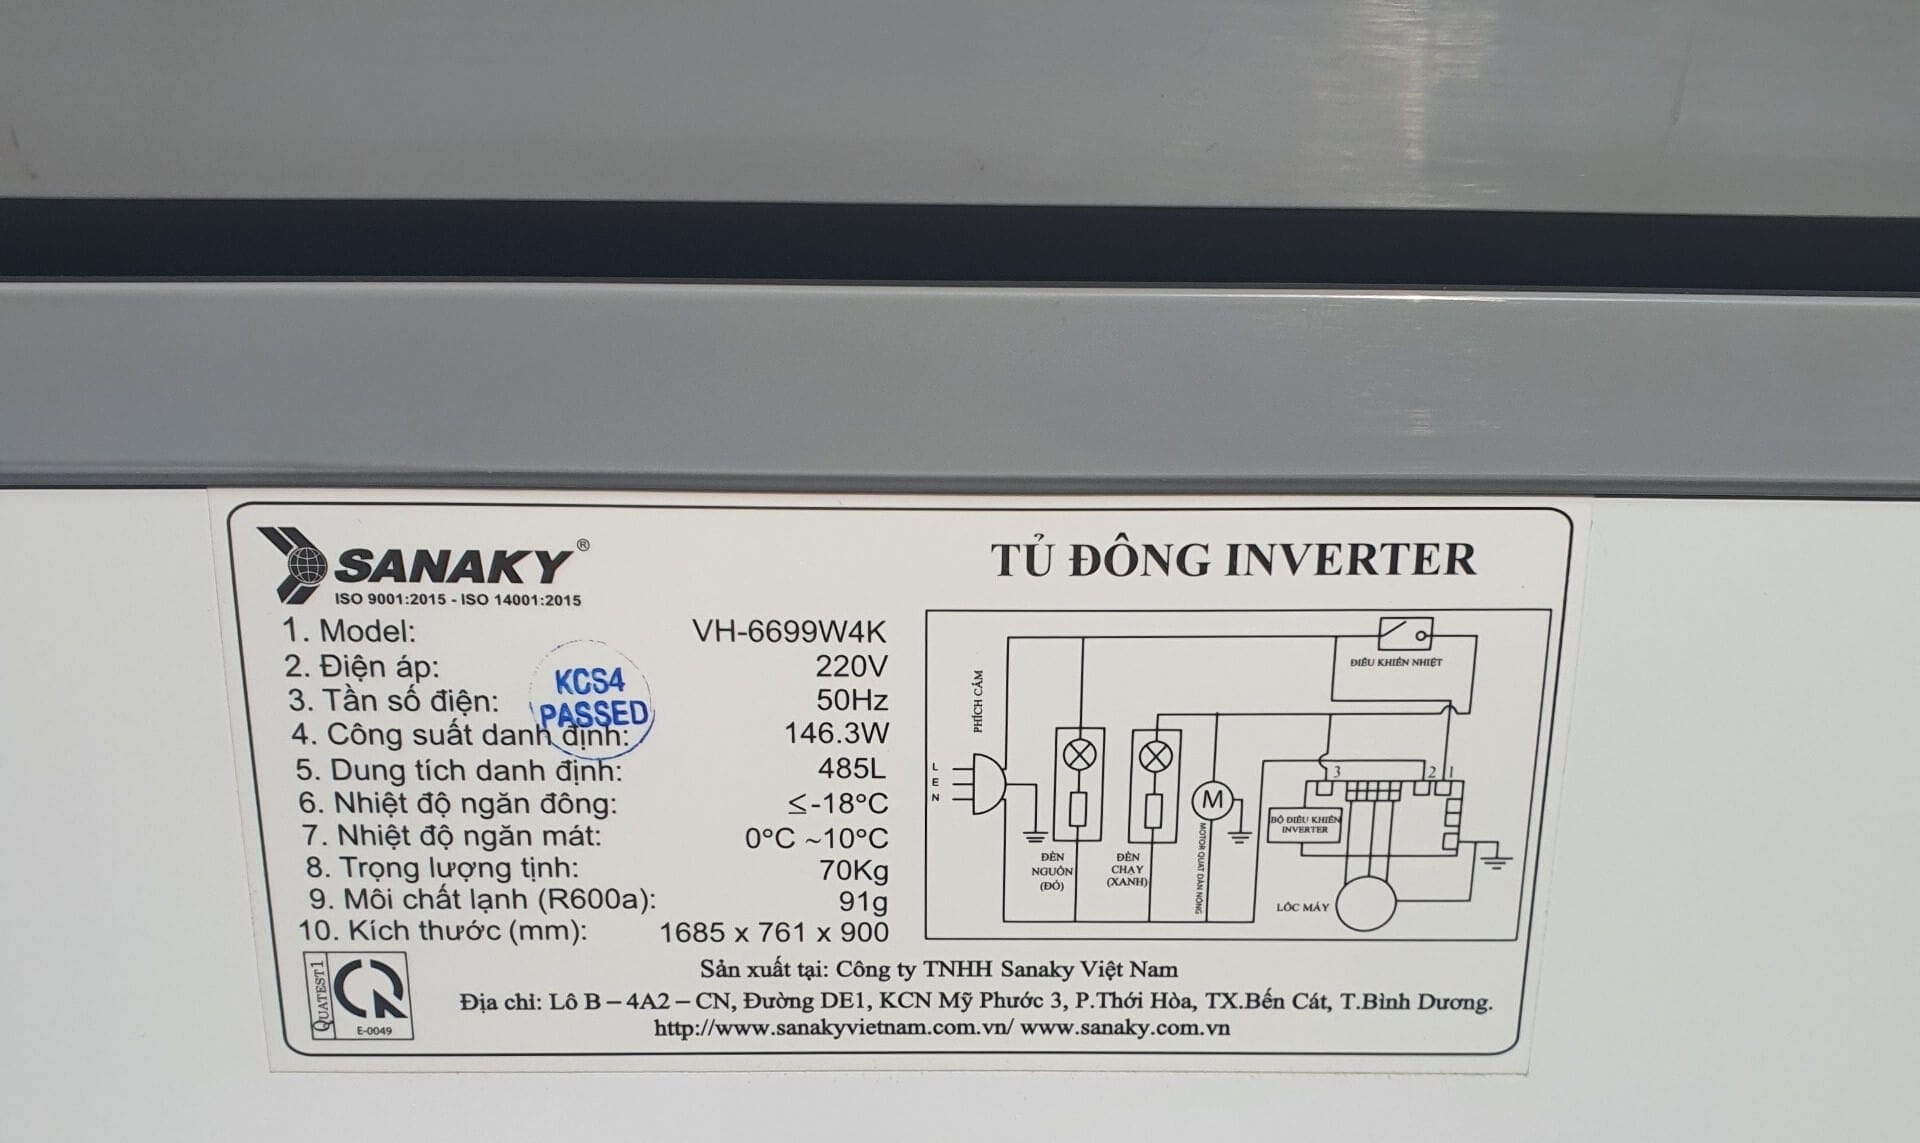 SANAKY®
ISO 9001:2015 - ISO 14001:2015
TỦ ĐÔNG INVERTER
1. Model: VH-6699W4K
2. Điện áp: 220V
3. Tần số điện: 50Hz
4. Công suất danh định: 146.3W
5. Dung tích danh định: 485L
6. Nhiệt độ ngăn đông: ≤-18°C
7. Nhiệt độ ngăn mát: 0°C ~10°C
8. Trọng lượng tịnh: 70Kg
9. Môi chất lạnh (R600a): 91g
10. Kích thước (mm): 1685 x 761 x 900
KCS4
PASSED
ĐIỀU KHIỂN NHIỆT
PHÍCH CẮM
L
E
N
3
2
1
M
BỘ ĐIỀU KHIỂN
INVERTER
ĐÈN
NGUỒN
(ĐỎ)
ĐÈN
CHẠY
(XANH)
MOTOR QUẠT DÀN NÓNG
LỐC MÁY
QUATEST1
E-0049
Sản xuất tại: Công ty TNHH Sanaky Việt Nam
Địa chỉ: Lô B – 4A2 – CN, Đường DE1, KCN Mỹ Phước 3, P.Thới Hòa, TX.Bến Cát, T.Bình Dương.
http://www.sanakyvietnam.com.vn/ www.sanaky.com.vn